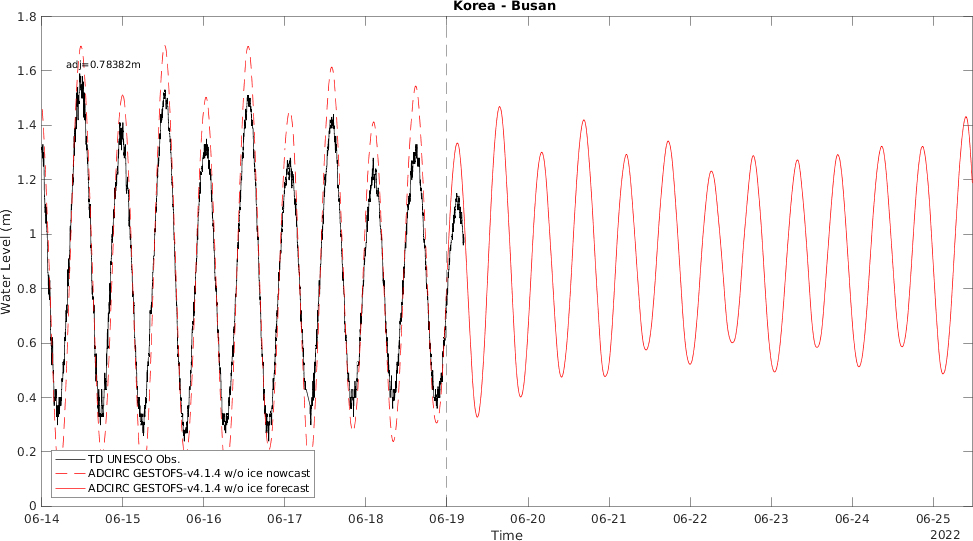 Korea - Busan
1.8
1.6
1.4
1.2
1
0.8
0.6
0.4
0.2
0
Water Level (m)
adj=0.78382m
TD UNESCO Obs.
ADCIRC GESTOFS-v4.1.4 w/o ice nowcast
ADCIRC GESTOFS-v4.1.4 w/o ice forecast
06-14 06-15 06-16 06-17 06-18 06-19 06-20 06-21 06-22 06-23 06-24 06-25
2022
Time